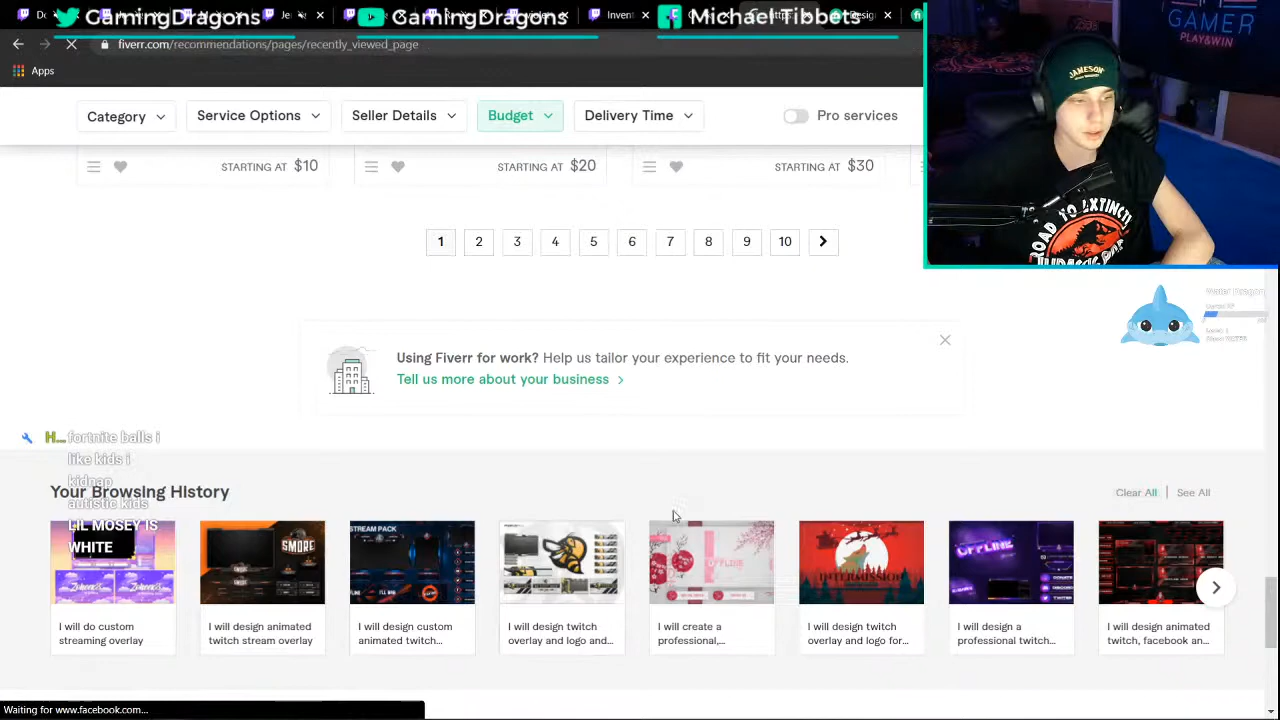 GamingDragons GamingDragons Michael Tibbets
Invent
fiverr.com/recommendations/pages/recently_viewed_page
Apps
GAMER
PLAY&WIN
JAMESON
Category Service Options Seller Details Budget Delivery Time Pro services
STARTING AT $10 STARTING AT $20 STARTING AT $30
ROAD TO EXTINCTI
1 2 3 4 5 6 7 8 9 10
Water Dragon
Using Fiverr for work? Help us tailor your experience to fit your needs.
Tell us more about your business
H... fortnite balls i
like kids i
kidnap
autistic kids
LIL MOSEY IS
WHITE
Your Browsing History
Clear All | See All
SMORE
STREAM PACK
OFFLINE
INTERMISSION
OFFLINE
I will do custom
streaming overlay
I will design animated
twitch stream overlay
I will design custom
animated twitch...
I will design twitch
overlay and logo and...
I will create a
professional,...
I will design twitch
overlay and logo for...
I will design a
professional twitch...
I will design animated
twitch, facebook an...
Waiting for www.facebook.com...